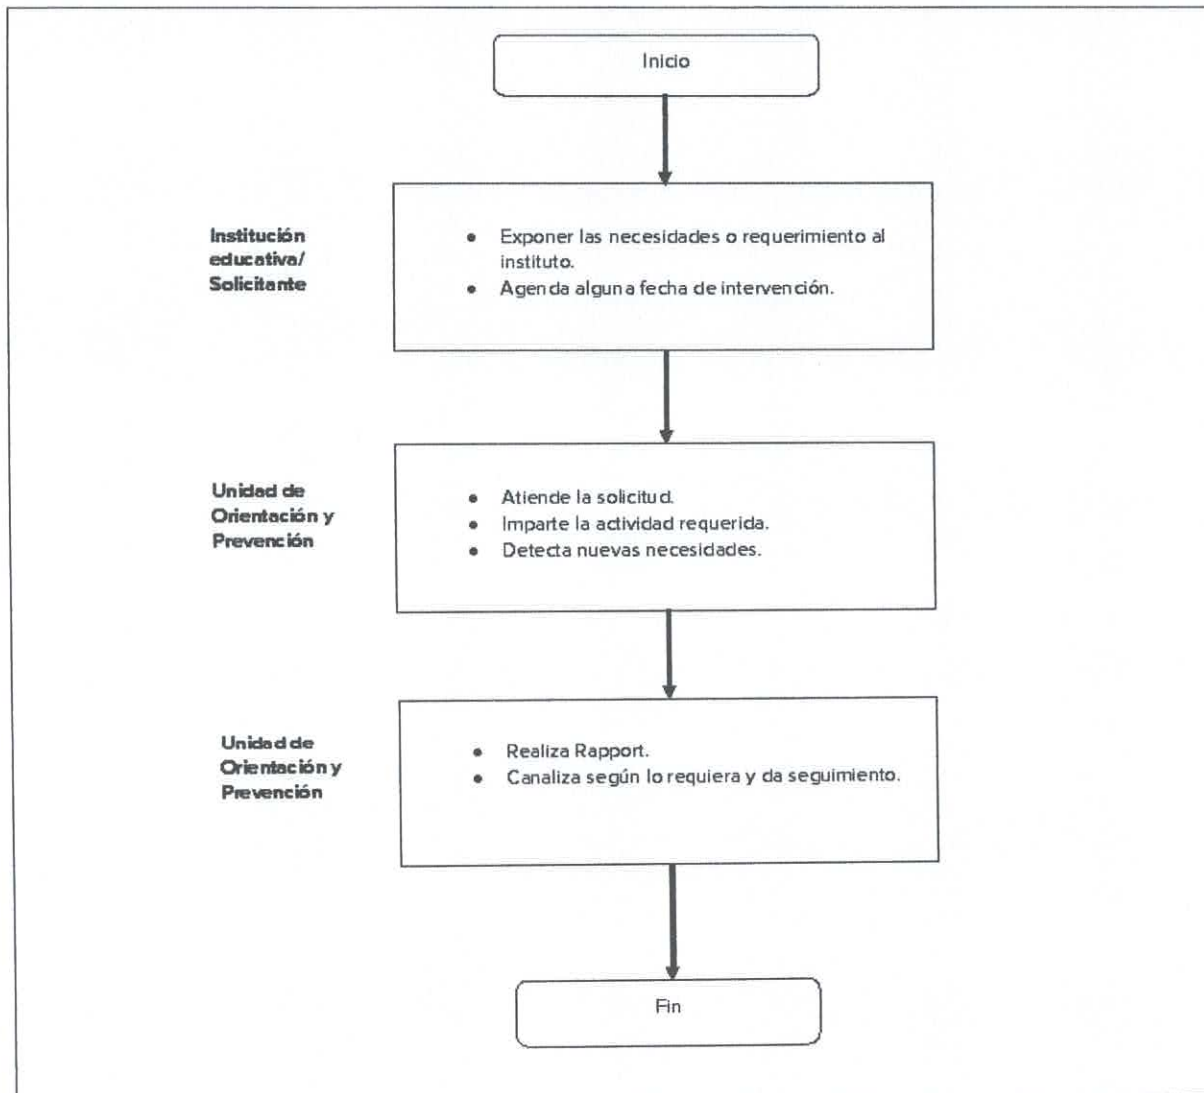 Inicio
Institución
educativa/
Solicitante
● Exponer las necesidades o requerimiento al
instituto.
● Agenda alguna fecha de intervención.
Unidad de
Orientación y
Prevención
● Atiende la solicitud.
● Imparte la actividad requerida.
● Detecta nuevas necesidades.
Unidad de
Orientación y
Prevención
● Realiza Rapport.
● Canaliza según lo requiera y da seguimiento.
Fin